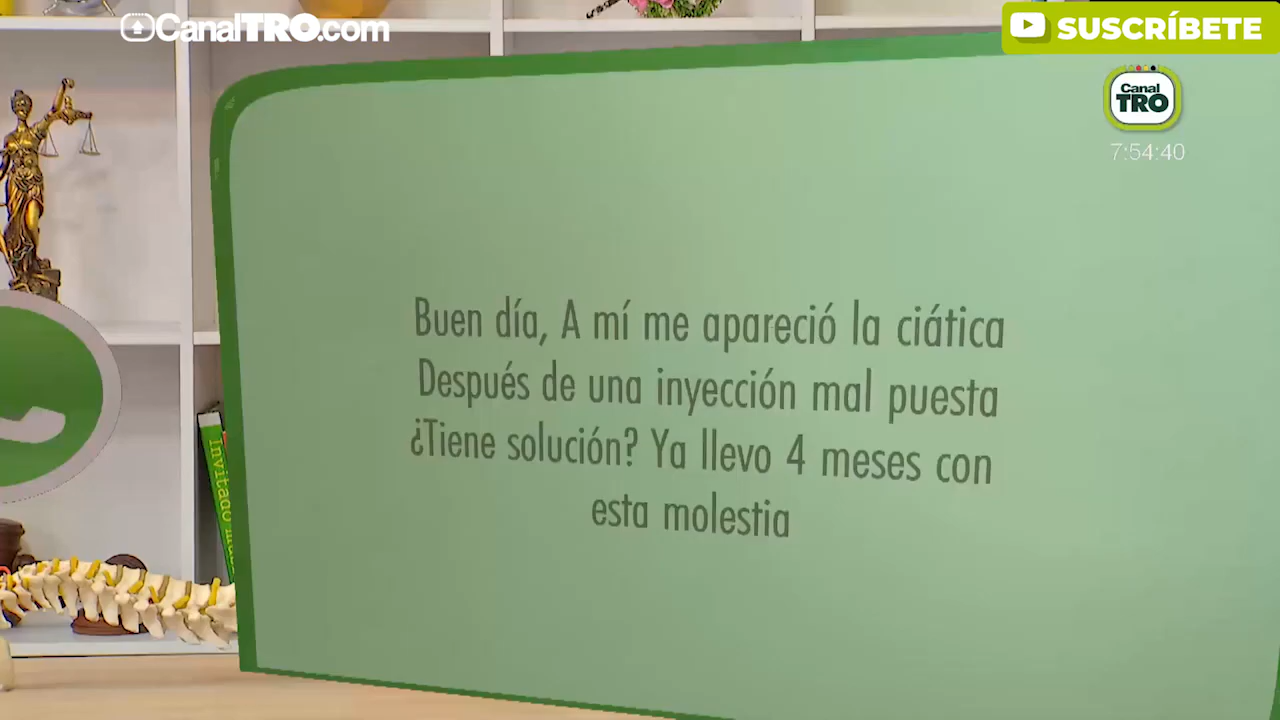 CanalTRO.com
SUSCRÍBETE
Canal
TRO
7:54:40
Buen día, A mí me apareció la ciática
Después de una inyección mal puesta
¿Tiene solución? Ya llevo 4 meses con
esta molestia
Invitado